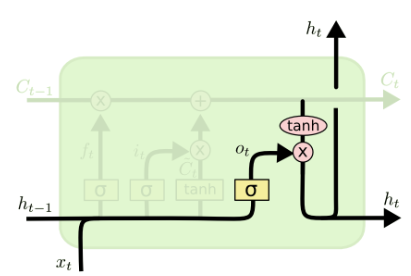 h_t
C_{t-1} × + C_t
tanh
f_t i_t C̃_t o_t ×
×
σ σ tanh σ
h_{t-1} h_t
x_t